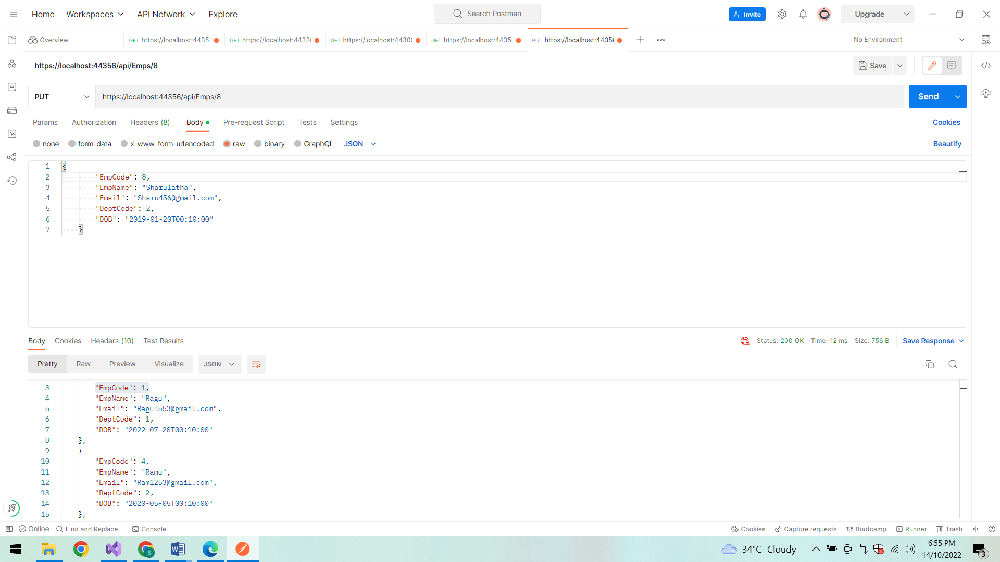 Home Workspaces API Network Explore Search Postman Invite Upgrade
Overview GET https://localhost:4435 GET https://localhost:4433 GET https://localhost:4430 GET https://localhost:4435 PUT https://localhost:4435 No Environment
https://localhost:44356/api/Emps/8 Save
PUT https://localhost:44356/api/Emps/8 Send
Params Authorization Headers (8) Body Pre-request Script Tests Settings Cookies
none form-data x-www-form-urlencoded raw binary GraphQL JSON Beautify
1 {
2 "EmpCode": 8,
3 "EmpName": "Sharulatha",
4 "Email": "Sharu456@gmail.com",
5 "DeptCode": 2,
6 "DOB": "2019-01-20T00:10:00"
7 }
Body Cookies Headers (10) Test Results Status: 200 OK Time: 12 ms Size: 756 B Save Response
Pretty Raw Preview Visualize JSON
3 "EmpCode": 1,
4 "EmpName": "Ragu",
5 "Email": "Ragul553@gmail.com",
6 "DeptCode": 1,
7 "DOB": "2022-07-20T00:10:00"
8 },
9 {
10 "EmpCode": 4,
11 "EmpName": "Ramu",
12 "Email": "Ram1253@gmail.com",
13 "DeptCode": 2,
14 "DOB": "2020-05-05T00:10:00"
15 },
Online Find and Replace Console Cookies Capture requests Bootcamp Runner Trash
34°C Cloudy 6:55 PM
14/10/2022 3